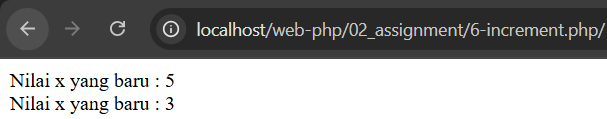 localhost/web-php/02_assignment/6-increment.php/
Nilai x yang baru : 5
Nilai x yang baru : 3